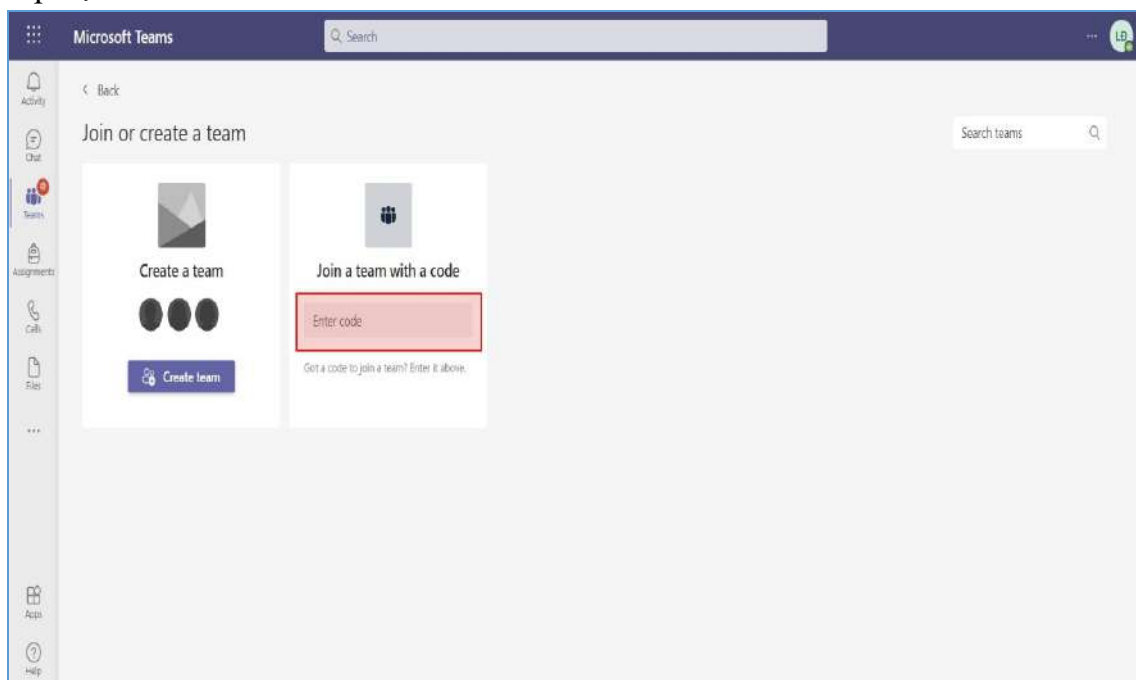 Microsoft Teams
Search
LĐ
Activity
Chat
Teams
Assignments
Calls
Files
Apps
Help
Back
Join or create a team
Search teams
Create a team
Create team
Join a team with a code
Enter code
Got a code to join a team? Enter it above.